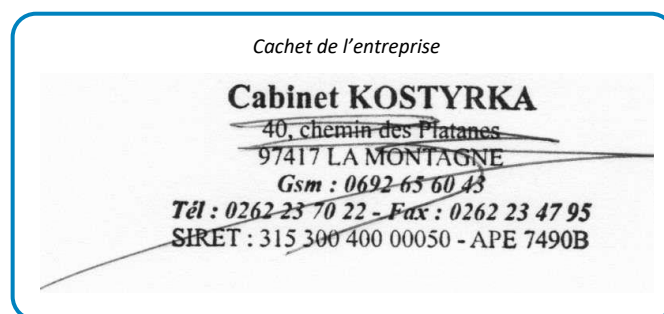 Cachet de l'entreprise
Cabinet KOSTYRKA
40, chemin des Platanes
97417 LA MONTAGNE
Gsm : 0692 65 60 43
Tél : 0262 23 70 22 - Fax : 0262 23 47 95
SIRET : 315 300 400 00050 - APE 7490B